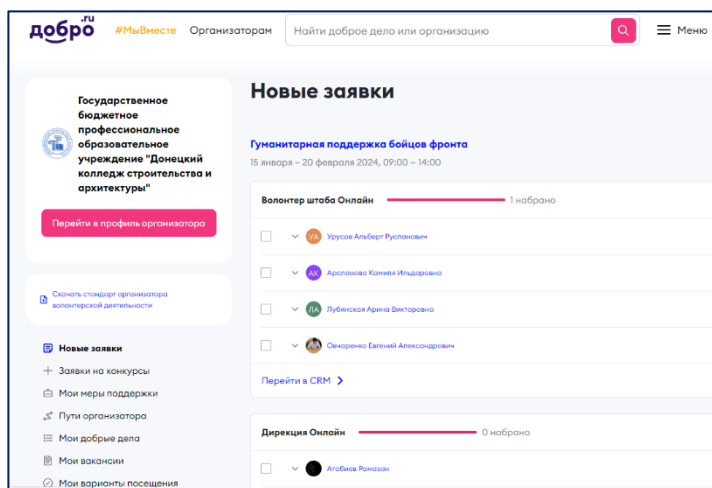 добро.ru
#МыВместе
Организаторам
Найти доброе дело или организацию
Меню
Государственное
бюджетное
профессиональное
образовательное
учреждение "Донецкий
колледж строительства и
архитектуры"
Перейти в профиль организатора
Скачать стандарт организатора
волонтерской деятельности
Новые заявки
Заявки на конкурсы
Мои меры поддержки
Пути организатора
Мои добрые дела
Мои вакансии
Мои варианты посещения
Новые заявки
Гуманитарная поддержка бойцов фронта
15 января – 20 февраля 2024, 09:00 – 14:00
Волонтер штаба Онлайн 1 набрано
УА Урусов Альберт Русланович
АК Арсланова Камиля Ильдаровна
ЛА Лубянская Арина Викторовна
Овчаренко Евгений Александрович
Перейти в CRM
Дирекция Онлайн 0 набрано
Атабиев Рамазан